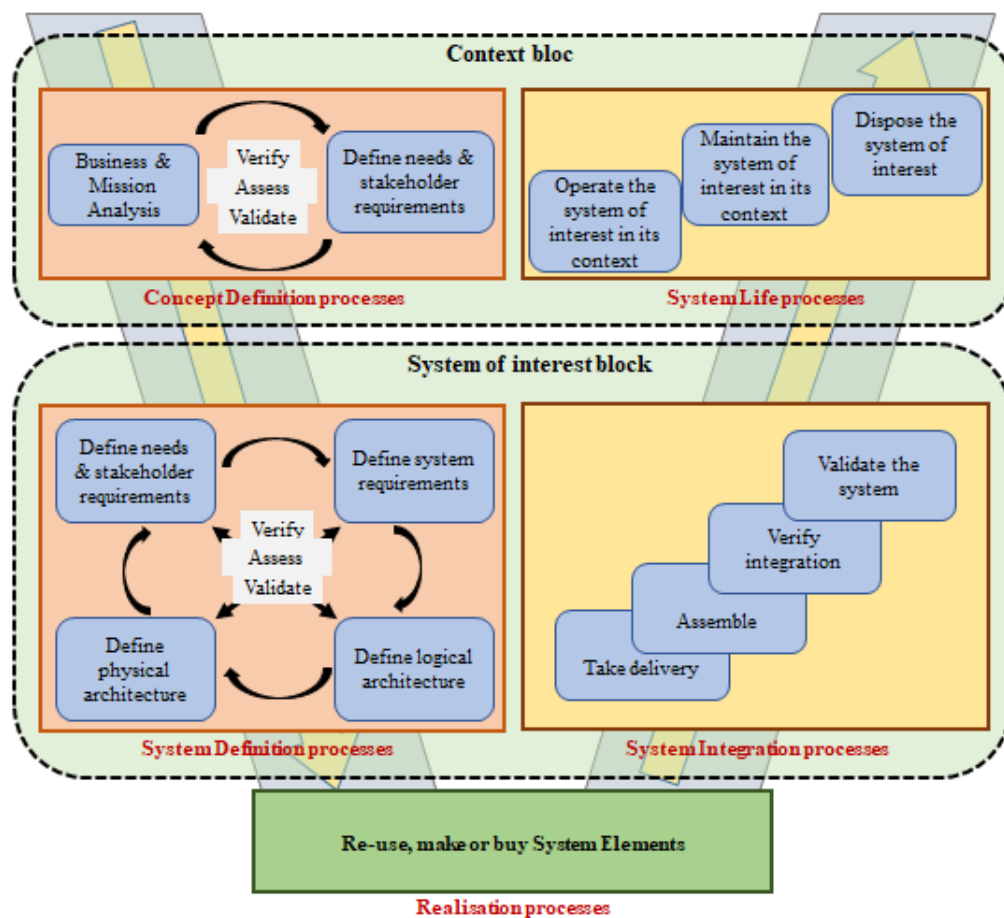 Context bloc
Business &
Mission
Analysis
Verify
Assess
Validate
Define needs &
stakeholder
requirements
Concept Definition processes
Operate the
system of
interest in its
context
Maintain the
system of
interest in its
context
Dispose the
system of
interest
System Life processes
System of interest block
Define needs
& stakeholder
requirements
Define system
requirements
Verify
Assess
Validate
Define
physical
architecture
Define logical
architecture
System Definition processes
Validate the
system
Verify
integration
Assemble
Take delivery
System Integration processes
Re-use, make or buy System Elements
Realisation processes